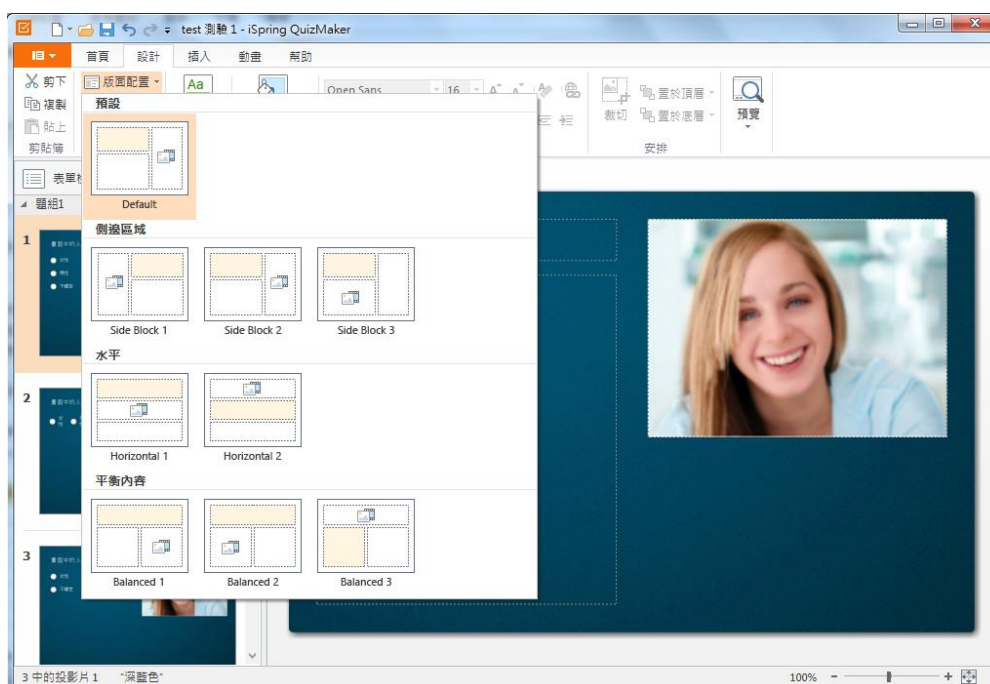 test 測驗 1 - iSpring QuizMaker
首頁 設計 插入 動畫 幫助
剪下 版面配置 Aa Open Sans 16 置於頂層
複製 裁切 置於底層 預覽
貼上
剪貼簿 安排
預設
Default
表單
題組1
側邊區域
1
Side Block 1 Side Block 2 Side Block 3
水平
2
Horizontal 1 Horizontal 2
平衡內容
3
Balanced 1 Balanced 2 Balanced 3
3 中的投影片 1 "深藍色" 100%